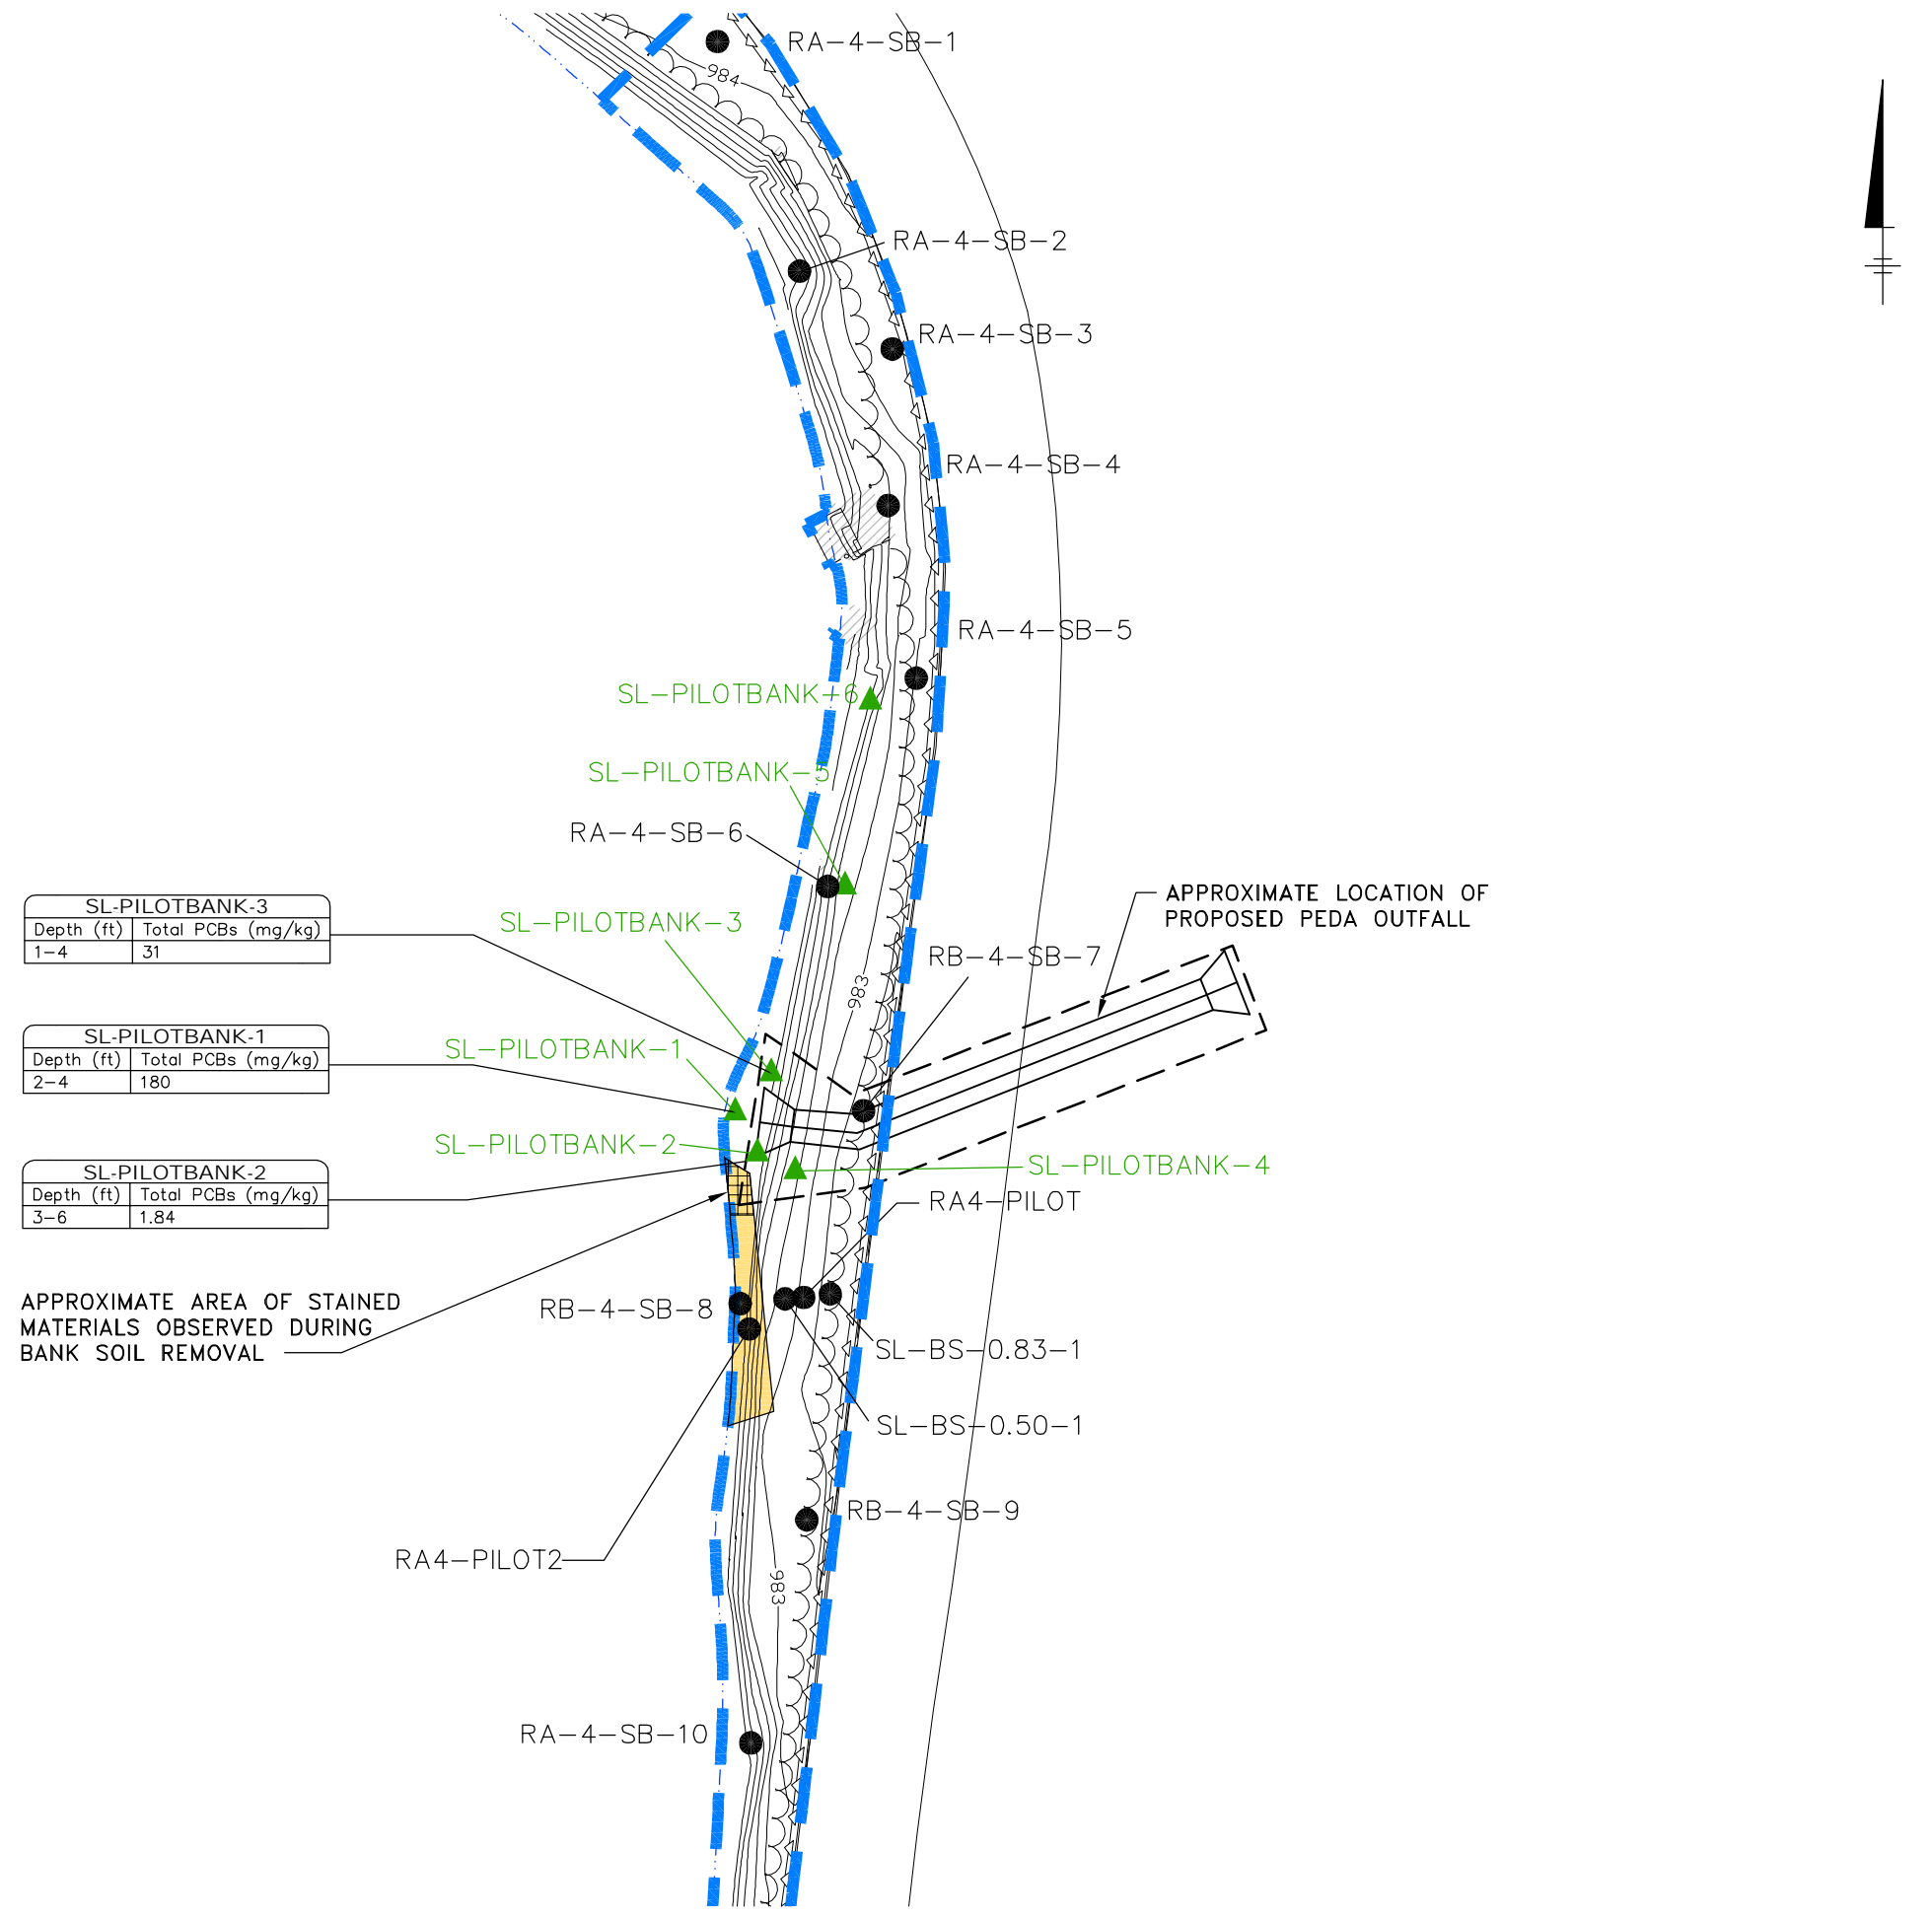 RA-4-SB-1
984
RA-4-SB-2
RA-4-SB-3
RA-4-SB-4
RA-4-SB-5
SL-PILOTBANK-6
SL-PILOTBANK-5
RA-4-SB-6
SL-PILOTBANK-3
Depth (ft) Total PCBs (mg/kg)
1-4 31
SL-PILOTBANK-3
APPROXIMATE LOCATION OF
PROPOSED PEDA OUTFALL
RB-4-SB-7
983
SL-PILOTBANK-1
Depth (ft) Total PCBs (mg/kg)
2-4 180
SL-PILOTBANK-1
SL-PILOTBANK-2
SL-PILOTBANK-4
SL-PILOTBANK-2
Depth (ft) Total PCBs (mg/kg)
3-6 1.84
RA4-PILOT
APPROXIMATE AREA OF STAINED
MATERIALS OBSERVED DURING
BANK SOIL REMOVAL
RB-4-SB-8
SL-BS-0.83-1
SL-BS-0.50-1
RB-4-SB-9
RA4-PILOT2
983
RA-4-SB-10